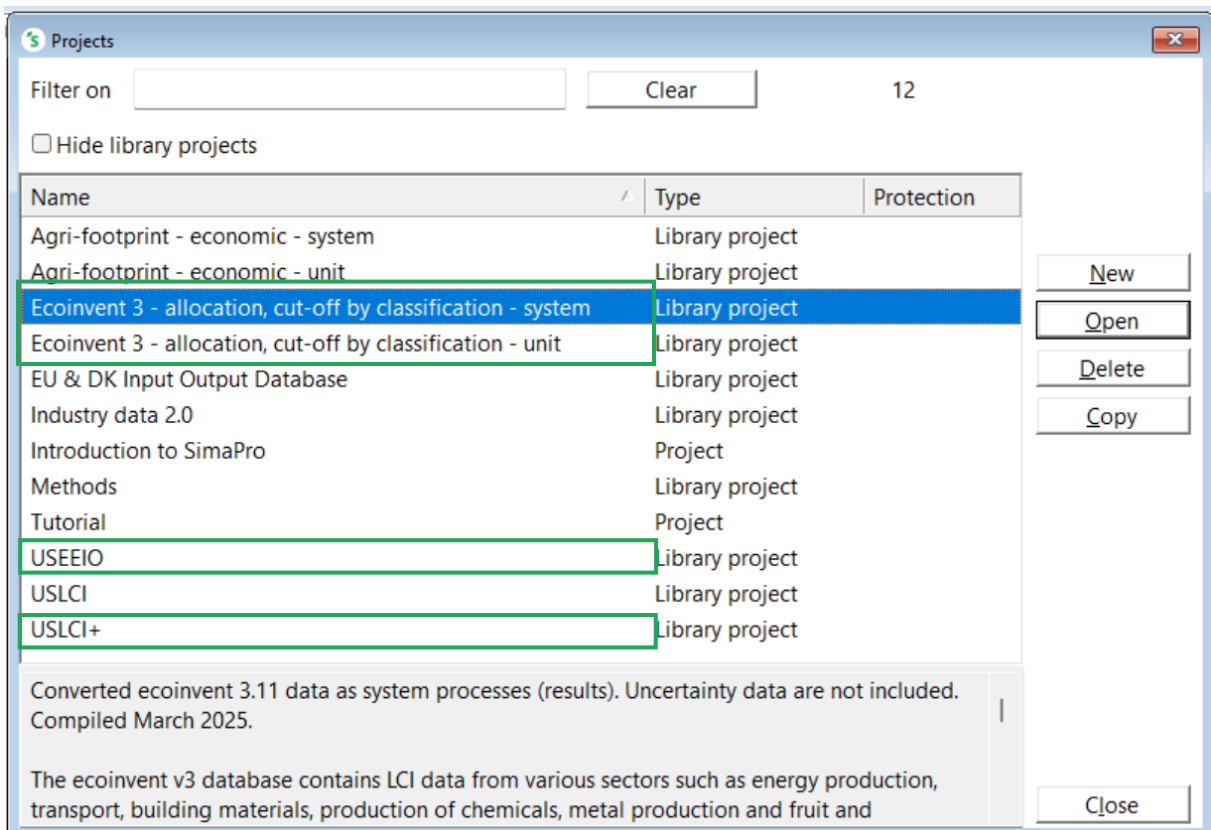 Projects
Filter on Clear 12
Hide library projects
Name Type Protection
Agri-footprint - economic - system Library project
Agri-footprint - economic - unit Library project
New
Ecoinvent 3 - allocation, cut-off by classification - system Library project
Open
Ecoinvent 3 - allocation, cut-off by classification - unit Library project
EU & DK Input Output Database Library project
Delete
Industry data 2.0 Library project
Copy
Introduction to SimaPro Project
Methods Library project
Tutorial Project
USEEIO Library project
USLCI Library project
USLCI+ Library project
Converted ecoinvent 3.11 data as system processes (results). Uncertainty data are not included.
Compiled March 2025.
The ecoinvent v3 database contains LCI data from various sectors such as energy production,
transport, building materials, production of chemicals, metal production and fruit and
Close